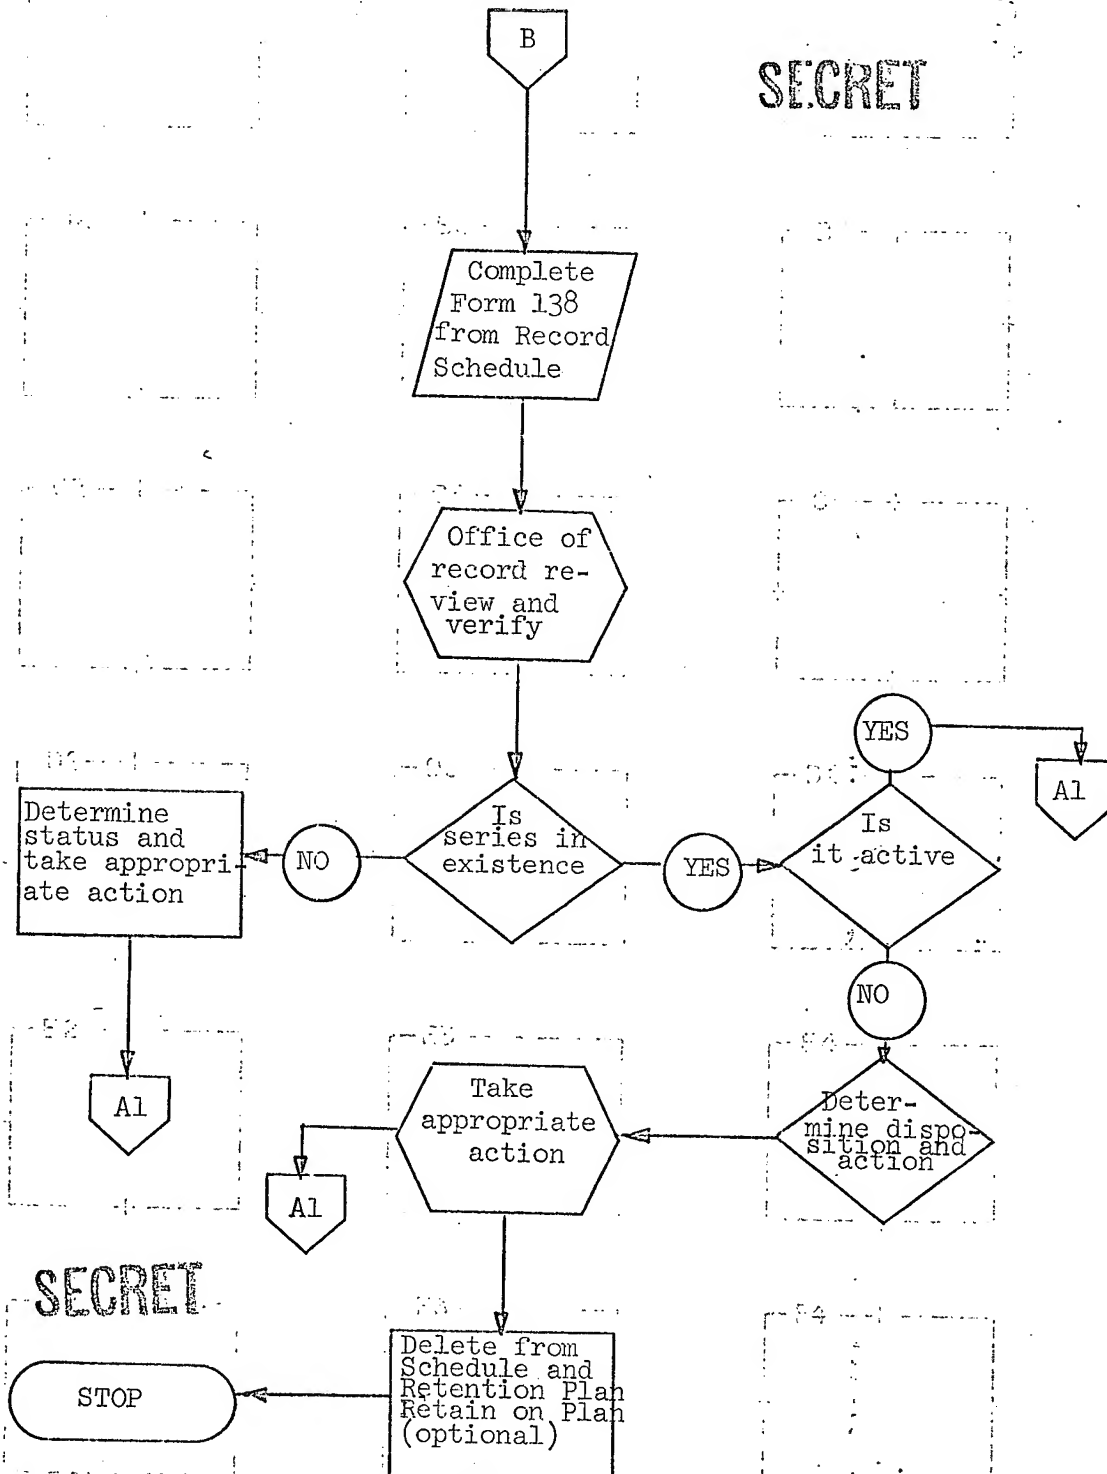 B
SECRET
Complete
Form 138
from Record
Schedule
Office of
record re-
view and
verify
YES
A1
Is
series in
existence
NO
YES
Is
it active
Determine
status and
take appropri-
ate action
NO
A1
Deter-
mine dispo-
sition and
action
Take
appropriate
action
A1
SECRET
Delete from
Schedule and
Retention Plan
Retain on Plan
(optional)
STOP